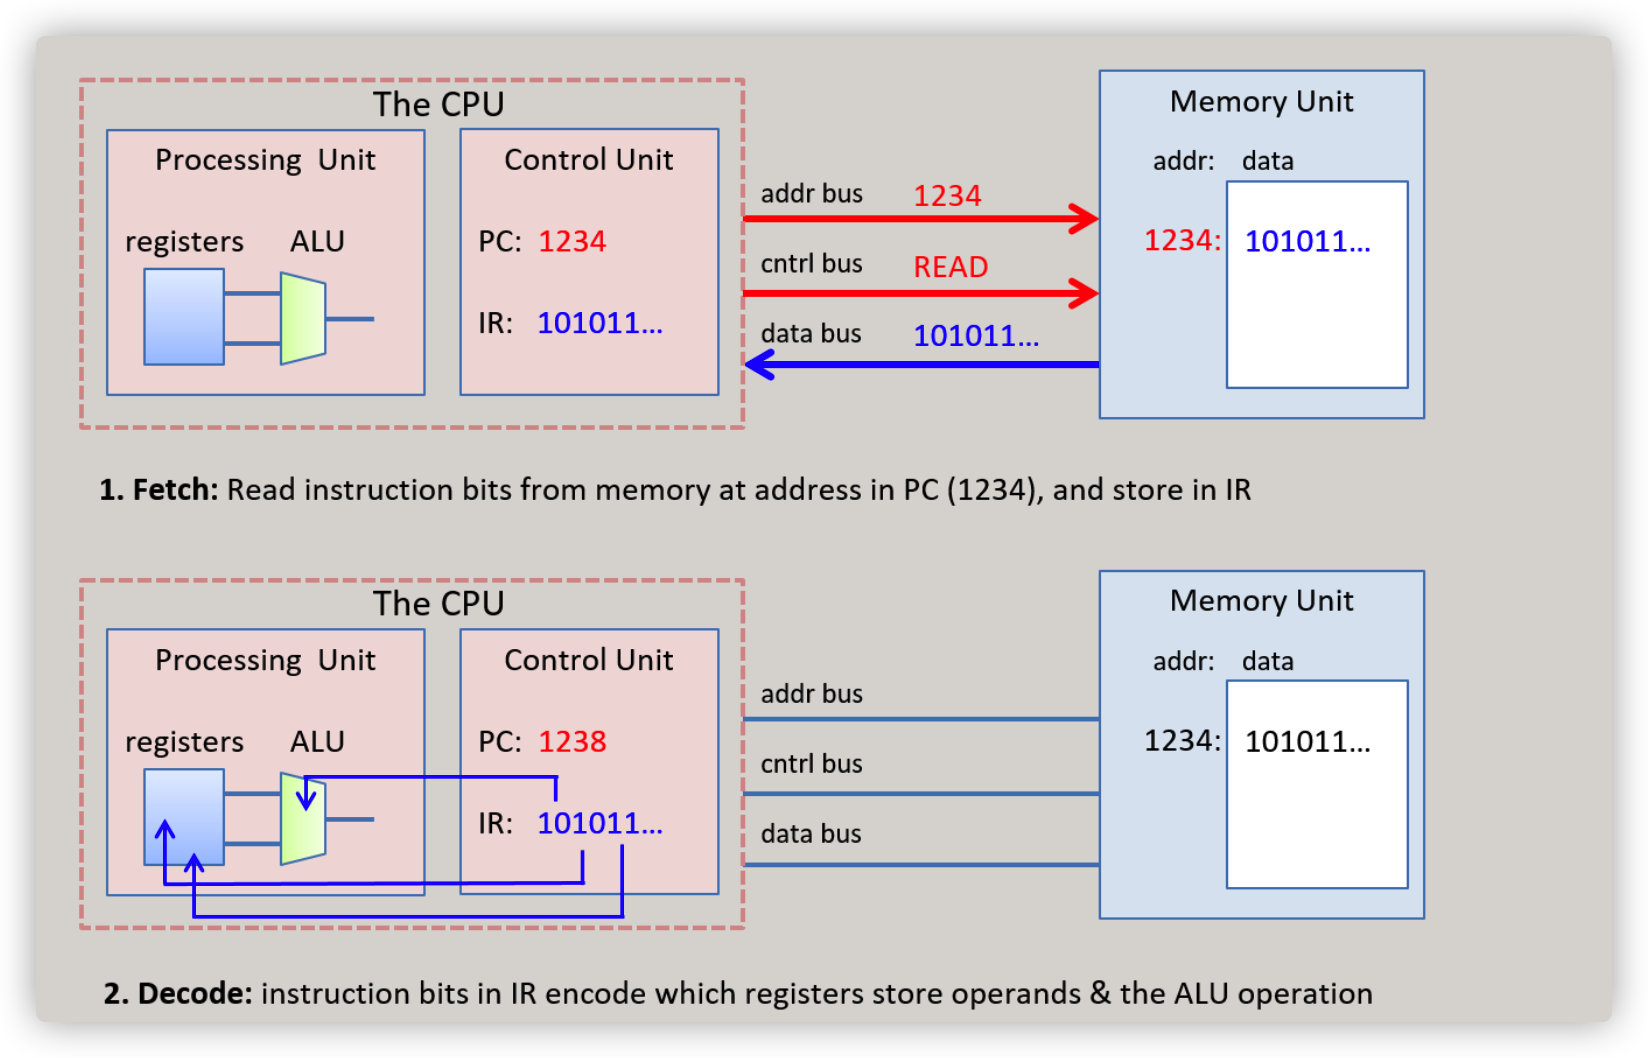 The CPU
Memory Unit
Processing Unit
Control Unit
addr: data
addr bus 1234
registers ALU
PC: 1234
1234: 101011...
cntrl bus READ
IR: 101011...
data bus 101011...
1. Fetch: Read instruction bits from memory at address in PC (1234), and store in IR
The CPU
Memory Unit
Processing Unit
Control Unit
addr: data
addr bus
registers ALU
PC: 1238
1234: 101011...
cntrl bus
IR: 101011...
data bus
2. Decode: instruction bits in IR encode which registers store operands & the ALU operation